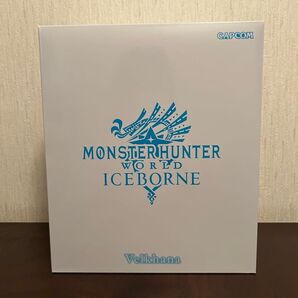 CAPCOM
MONSTER HUNTER
WORLD
ICEBORNE
Velkhana